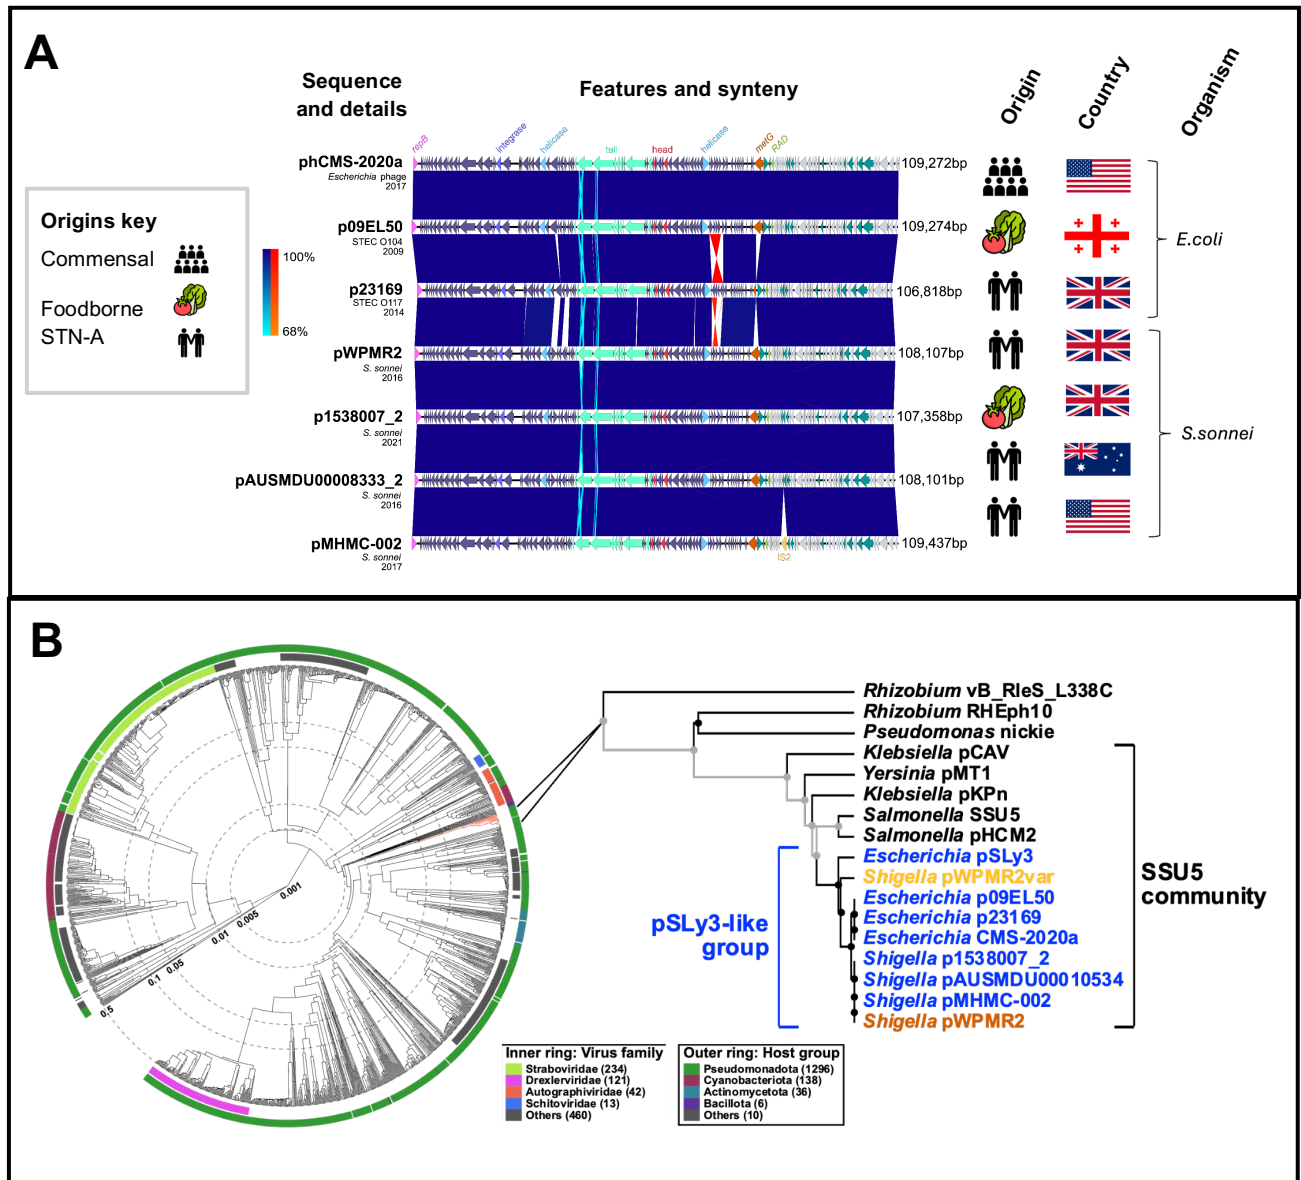 A
Sequence
and details
Features and synteny
Origin
Country
Organism
repB
integrase
helicase
tail
head
helicase
metG
RAD
phCMS-2020a
Escherichia phage
2017
109,272bp
p09EL50
STEC O104
2009
109,274bp
p23169
STEC O117
2014
106,818bp
pWPMR2
S. sonnei
2016
108,107bp
p1538007_2
S. sonnei
2021
107,358bp
pAUSMDU00008333_2
S. sonnei
2016
108,101bp
pMHMC-002
S. sonnei
2017
109,437bp
IS2
E.coli
S.sonnei
Origins key
Commensal
Foodborne
STN-A
100%
68%
B
0.001
0.005
0.01
0.05
0.1
0.5
Rhizobium vB_RleS_L338C
Rhizobium RHEph10
Pseudomonas nickie
Klebsiella pCAV
Yersinia pMT1
Klebsiella pKPn
Salmonella SSU5
Salmonella pHCM2
Escherichia pSLy3
Shigella pWPMR2var
Escherichia p09EL50
Escherichia p23169
Escherichia CMS-2020a
Shigella p1538007_2
Shigella pAUSMDU00010534
Shigella pMHMC-002
Shigella pWPMR2
pSLy3-like
group
SSU5
community
Inner ring: Virus family
Straboviridae (234)
Drexlerviridae (121)
Autographiviridae (42)
Schitoviridae (13)
Others (460)
Outer ring: Host group
Pseudomonadota (1296)
Cyanobacteriota (138)
Actinomycetota (36)
Bacillota (6)
Others (10)